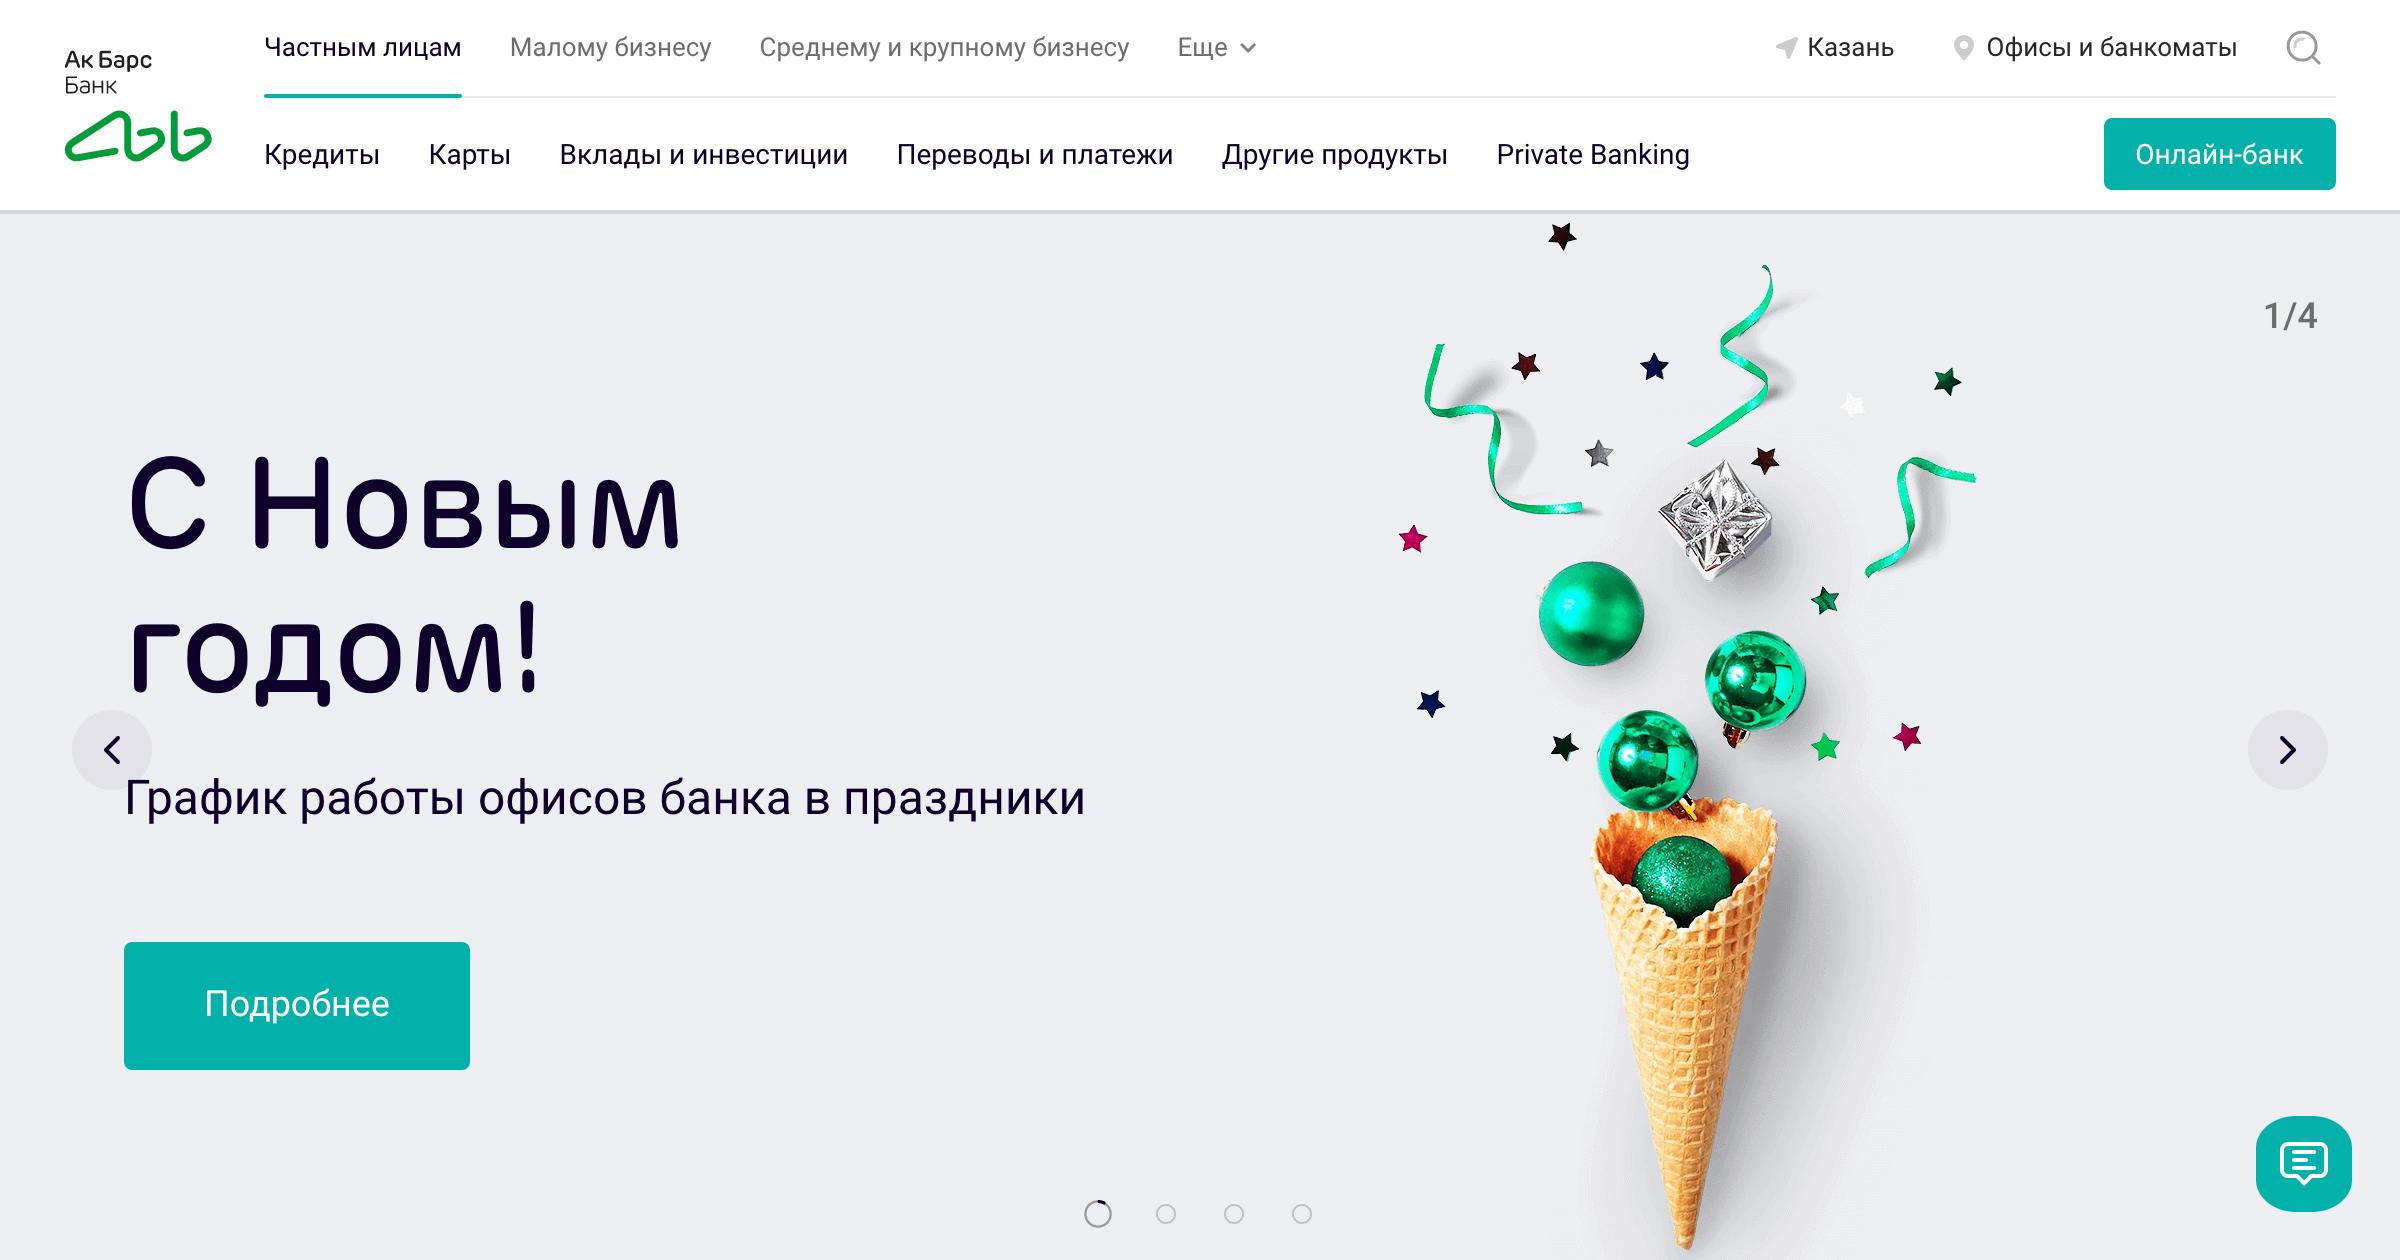 Ак Барс
Банк
Частным лицам
Малому бизнесу
Среднему и крупному бизнесу
Еще
Казань
Офисы и банкоматы
Кредиты
Карты
Вклады и инвестиции
Переводы и платежи
Другие продукты
Private Banking
Онлайн-банк
1/4
С Новым
годом!
График работы офисов банка в праздники
Подробнее